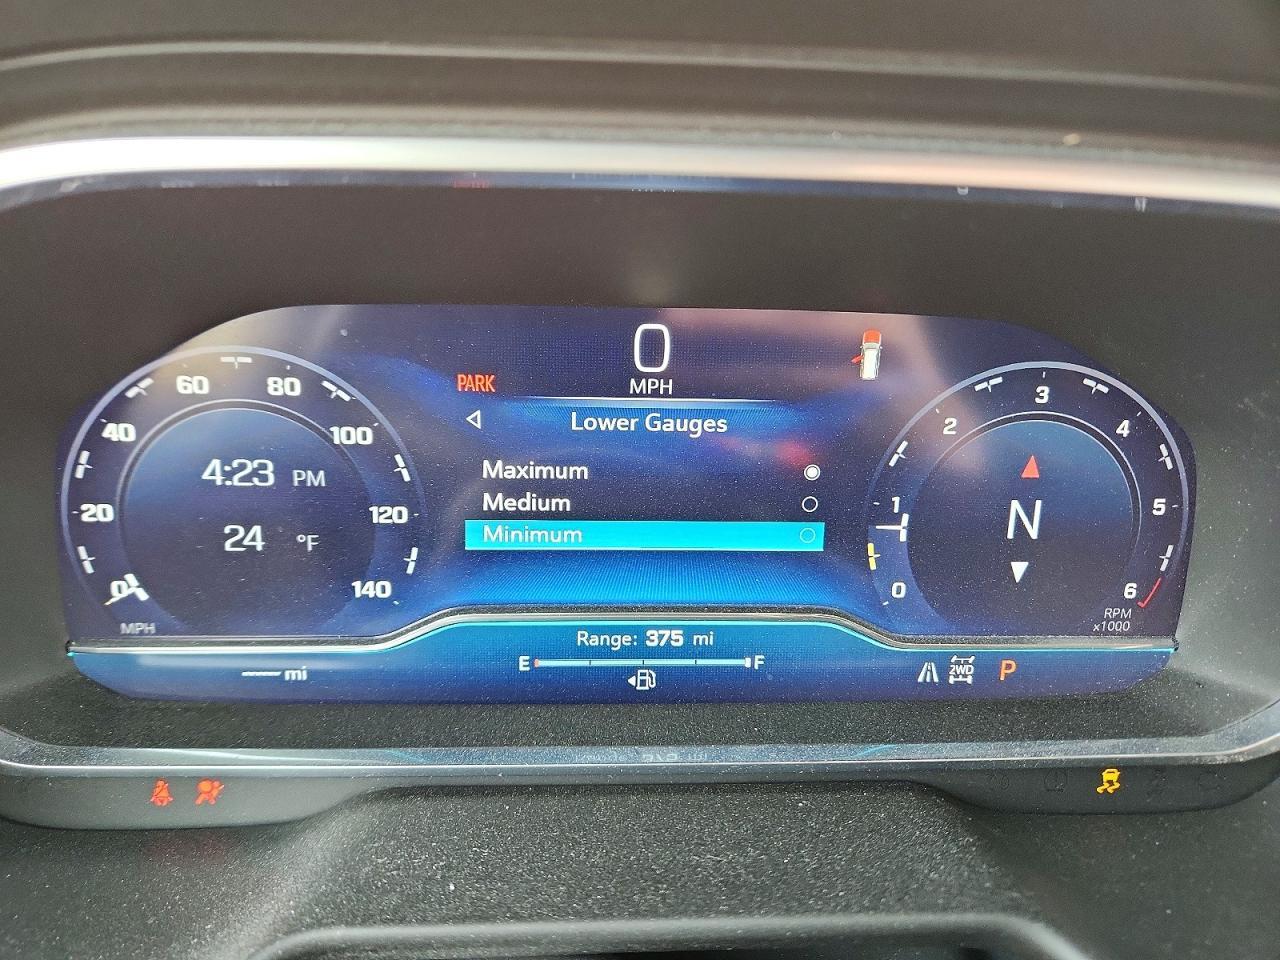 0
MPH
PARK
Lower Gauges
Maximum
Medium
Minimum
4:23 PM
24 °F
0
20
40
60
80
100
120
140
MPH
0
1
2
3
4
5
6
RPM
x1000
N
Range: 375 mi
E F
---- mi
2WD
P